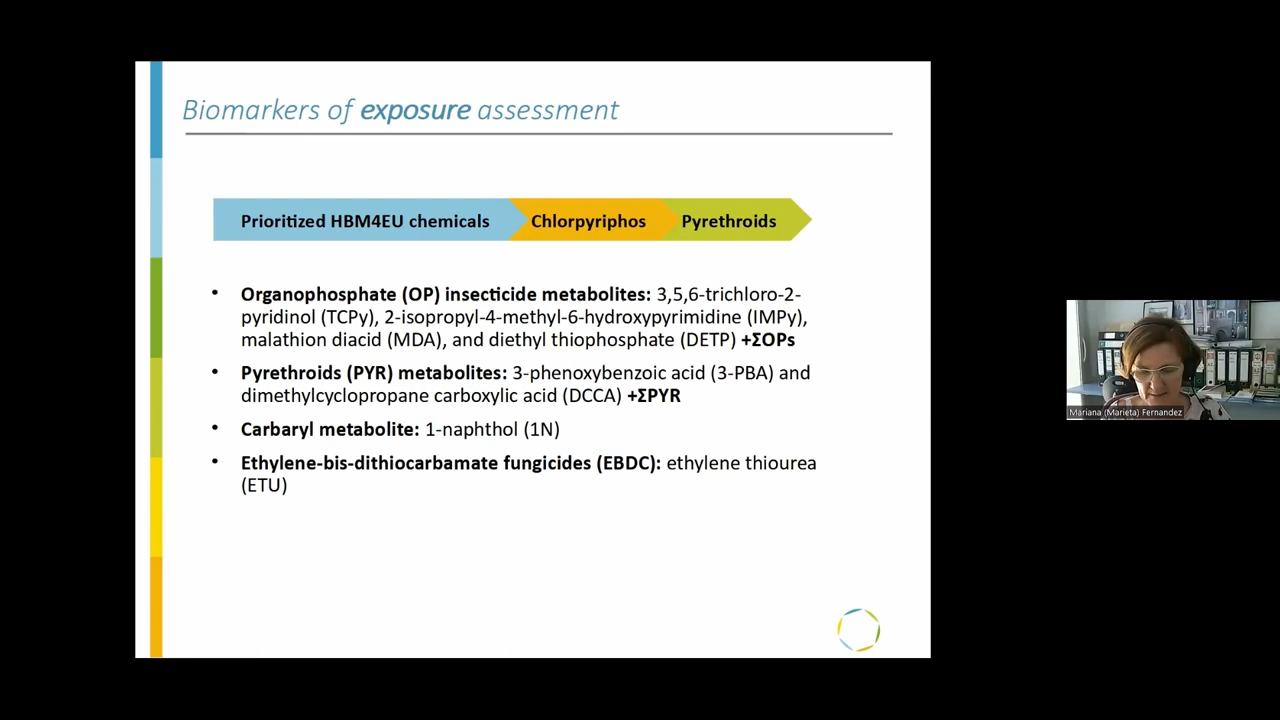 Biomarkers of exposure assessment
Prioritized HBM4EU chemicals
Chlorpyriphos
Pyrethroids
• Organophosphate (OP) insecticide metabolites: 3,5,6-trichloro-2-
pyridinol (TCPy), 2-isopropyl-4-methyl-6-hydroxypyrimidine (IMPy),
malathion diacid (MDA), and diethyl thiophosphate (DETP) +ΣOPs
• Pyrethroids (PYR) metabolites: 3-phenoxybenzoic acid (3-PBA) and
dimethylcyclopropane carboxylic acid (DCCA) +ΣPYR
• Carbaryl metabolite: 1-naphthol (1N)
• Ethylene-bis-dithiocarbamate fungicides (EBDC): ethylene thiourea
(ETU)
Mariana (Marieta) Fernandez